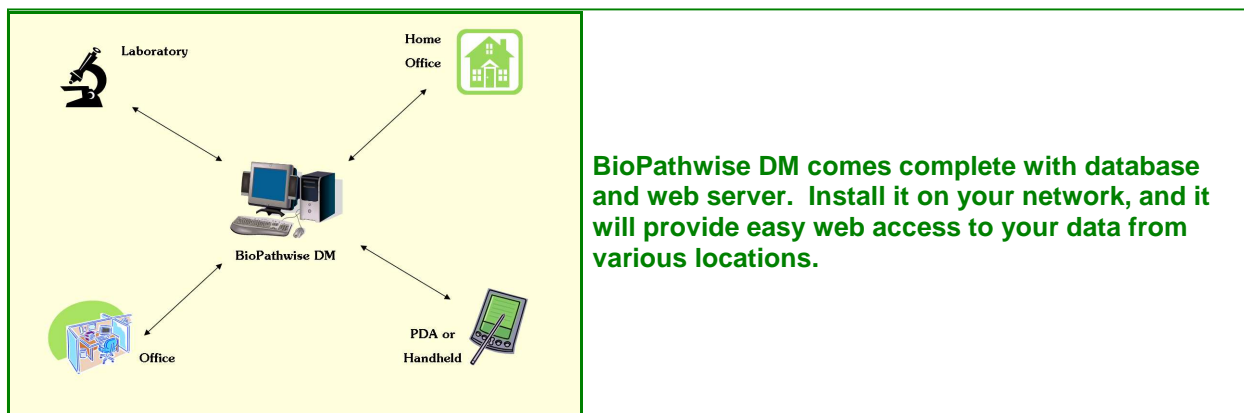 Laboratory
Home
Office
BioPathwise DM
Office
PDA or
Handheld
BioPathwise DM comes complete with database
and web server.  Install it on your network, and it
will provide easy web access to your data from
various locations.